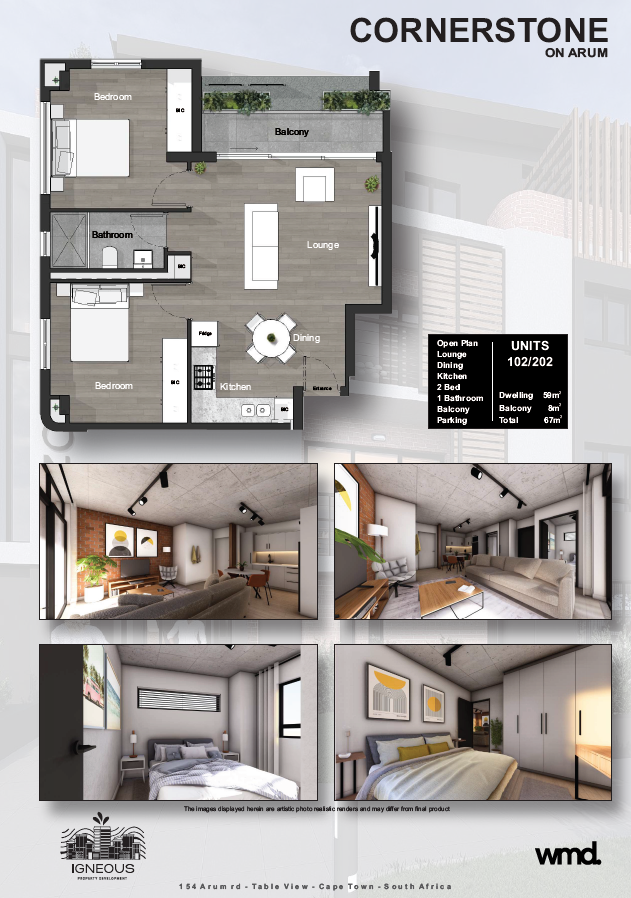 CORNERSTONE
ON ARUM
Bedroom
BIC
Balcony
Bathroom
Lounge
BIC
Fridge
Dining
Bedroom
BIC
Kitchen
Entrance
BIC
Open Plan
Lounge
Dining
Kitchen
2 Bed
1 Bathroom
Balcony
Parking
UNITS
102/202
Dwelling 59m²
Balcony 8m²
Total 67m²
The images displayed herein are artistic photo realistic renders and may differ from final product
IGNEOUS
PROPERTY DEVELOPMENT
wmd.
154 Arum rd - Table View - Cape Town - South Africa